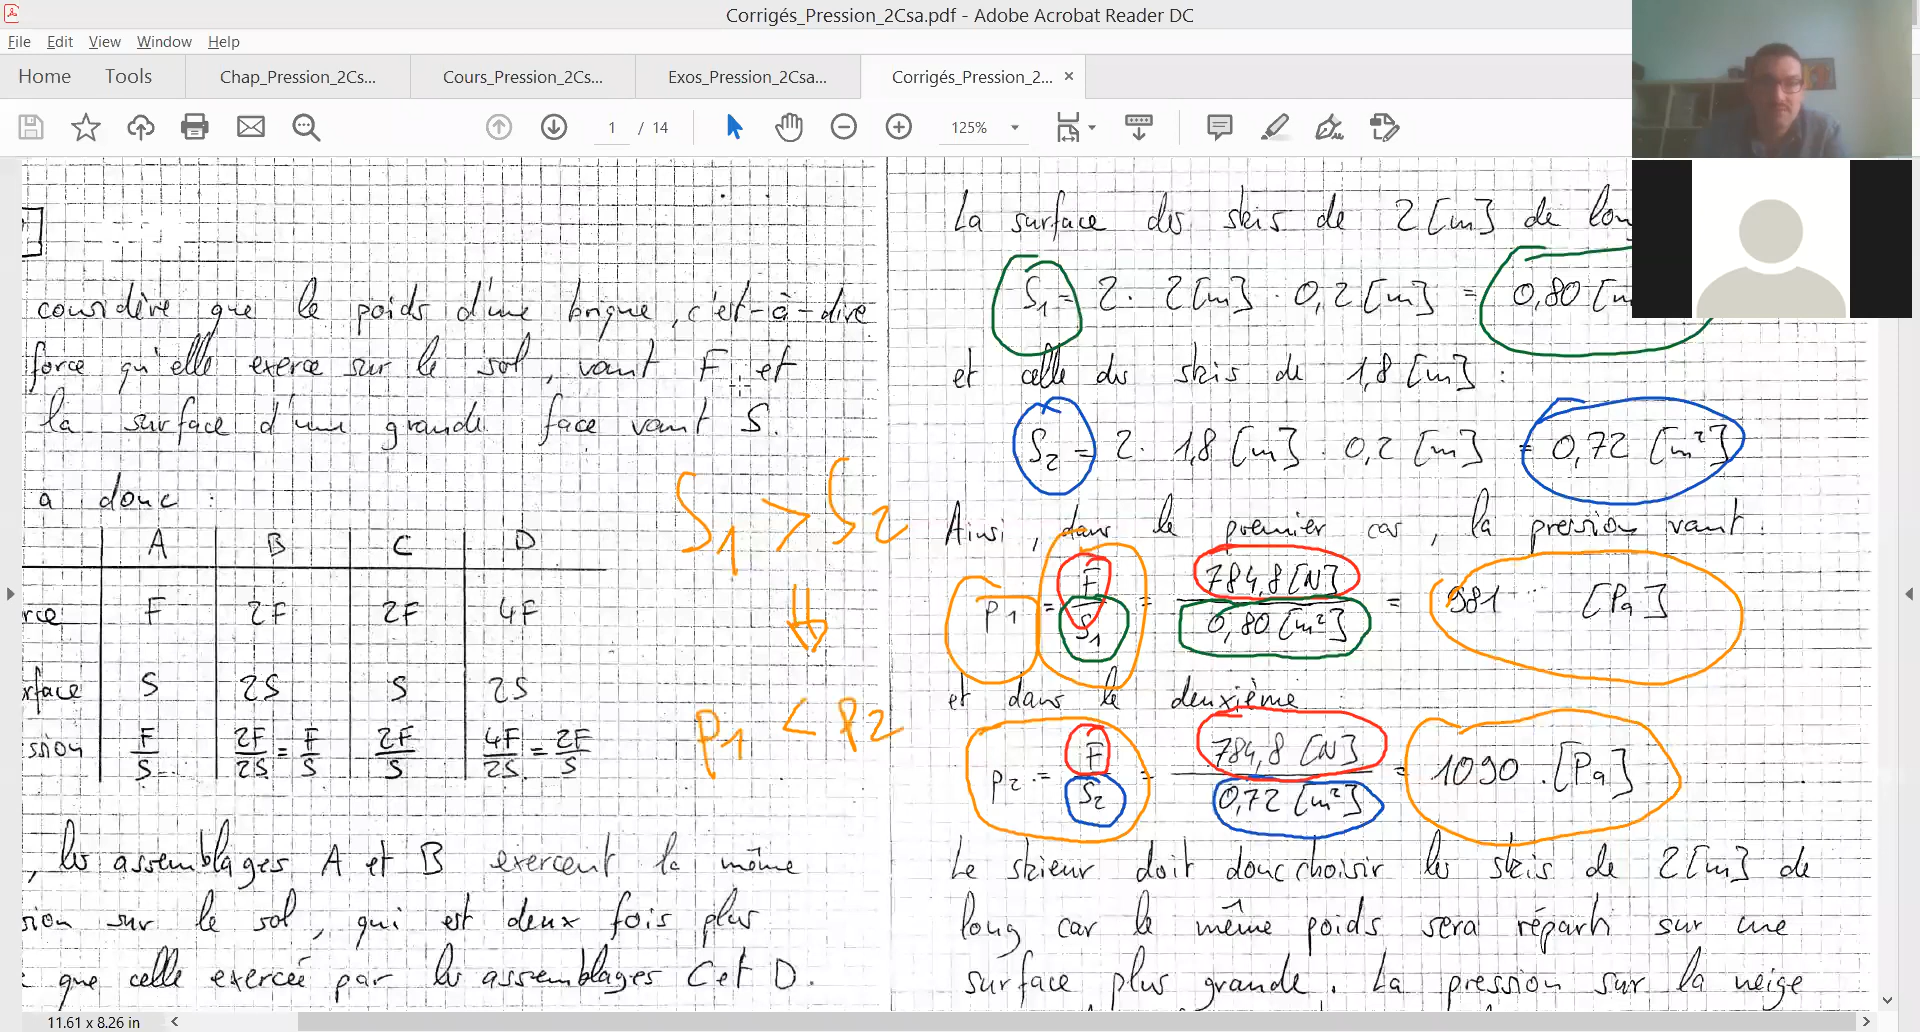 Corrigés_Pression_2Csa.pdf - Adobe Acrobat Reader DC
File Edit View Window Help
Home Tools Chap_Pression_2Cs... Cours_Pression_2Cs... Exos_Pression_2Csa... Corrigés_Pression_2... ×
1 / 14 125%
considère que le poids d'une brique, c'est-à-dire
force qu'elle exerce sur le sol, vaut F et
la surface d'une grande face vaut S.
a donc :
A B C D
rce F 2F 2F 4F
rface S 2S S 2S
ssion F/S 2F/2S = F/S 2F/S 4F/2S = 2F/S
, les assemblages A et B exercent la même
sion sur le sol, qui est deux fois plus
que celle exercée par les assemblages C et D.
S1 > S2
⇓
P1 < P2
La surface des skis de 2 [m] de lon
S1 = 2 · 2 [m] · 0,2 [m] = 0,80 [m
et celle des skis de 1,8 [m] :
S2 = 2 · 1,8 [m] · 0,2 [m] = 0,72 [m²]
Ainsi, dans le premier cas, la pression vaut :
P1 = F/S1 = 784,8 [N] / 0,80 [m²] = 981 [Pa]
et dans le deuxième :
P2 = F/S2 = 784,8 [N] / 0,72 [m²] = 1090 [Pa]
Le skieur doit donc choisir les skis de 2 [m] de
long car le même poids sera réparti sur une
surface plus grande. La pression sur la neige
11.61 x 8.26 in